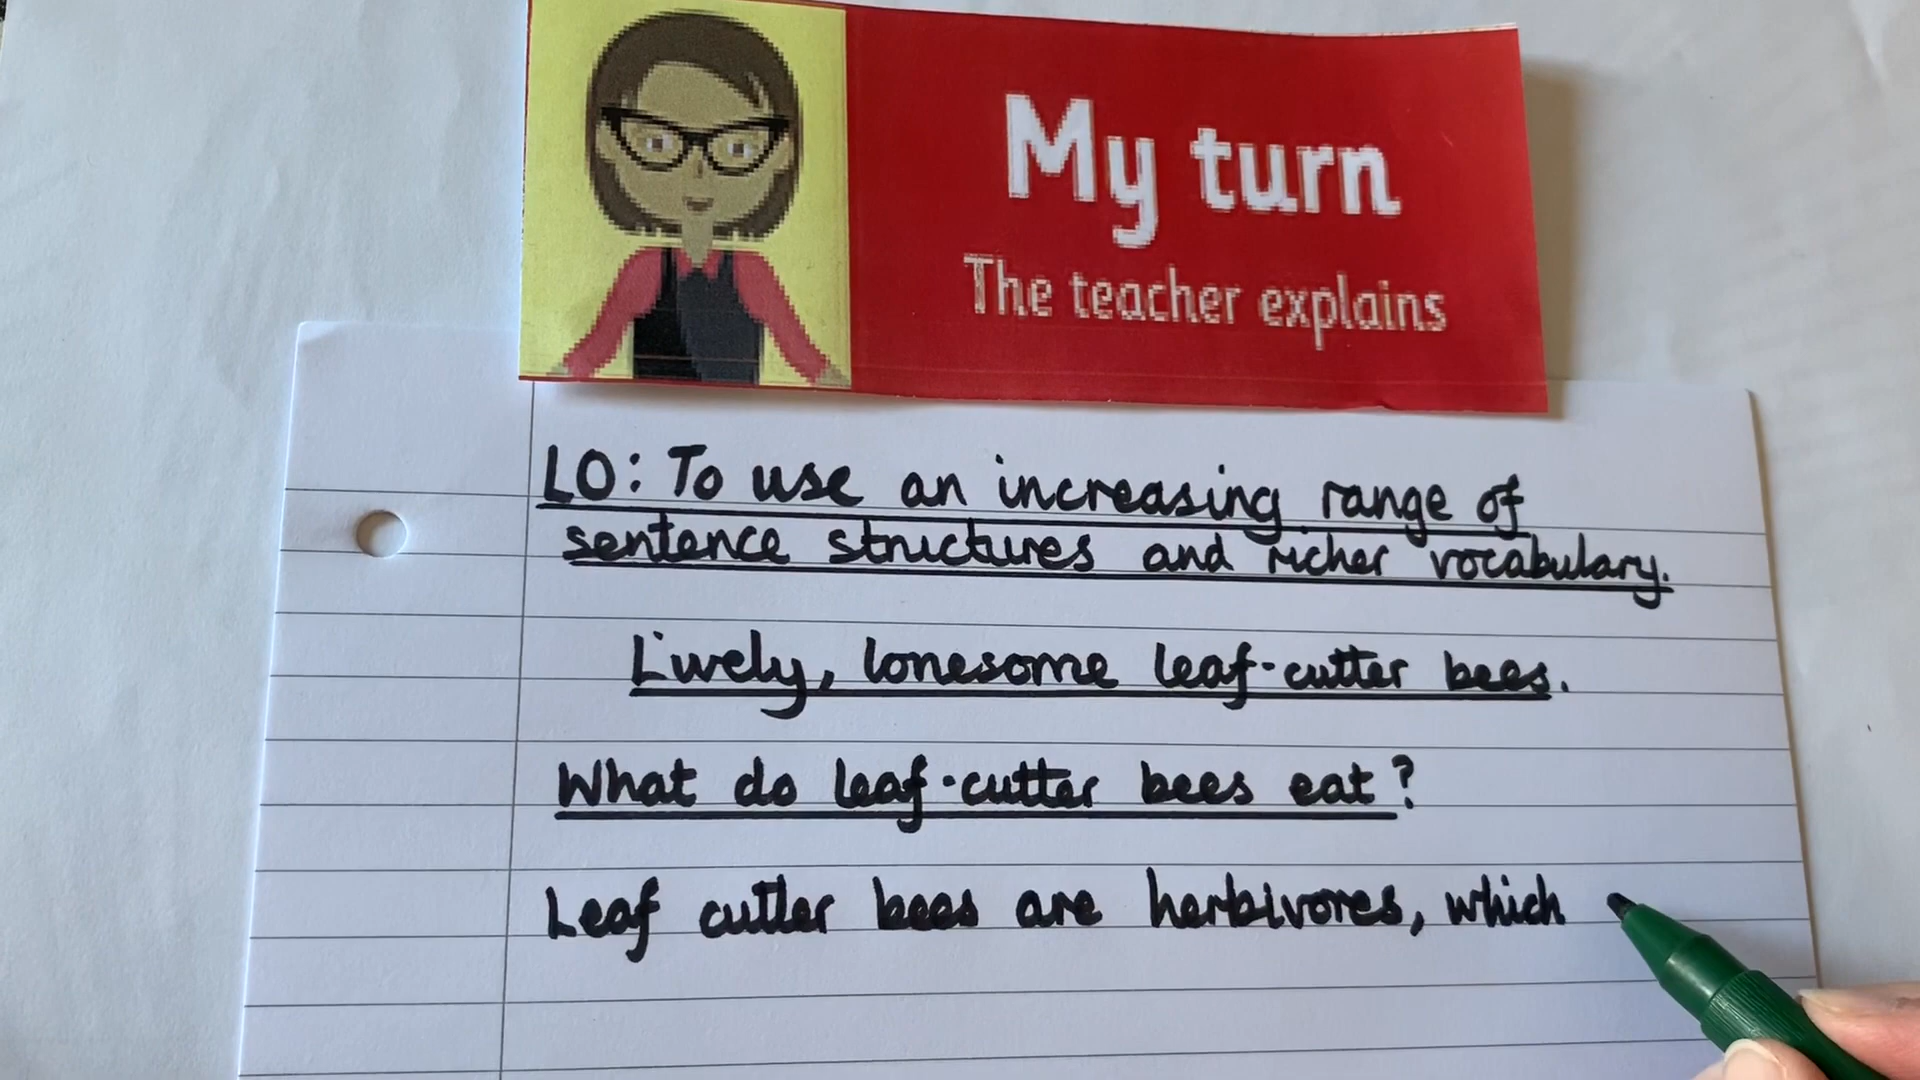 My turn
The teacher explains
LO: To use an increasing range of
sentence structures and richer vocabulary.
Lively, lonesome leaf-cutter bees.
What do leaf-cutter bees eat?
Leaf cutter bees are herbivores, which